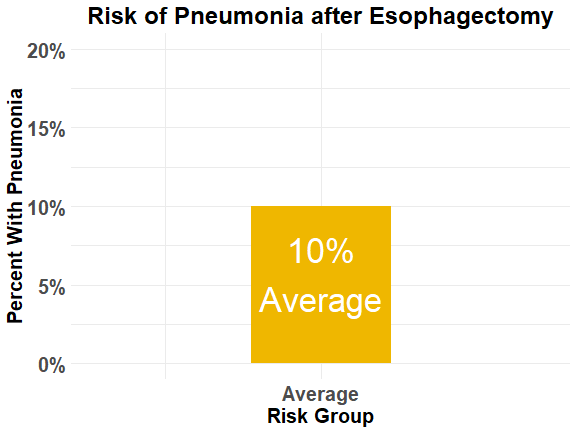 Risk of Pneumonia after Esophagectomy
Percent With Pneumonia
20%
15%
10%
5%
0%
10%
Average
Average
Risk Group